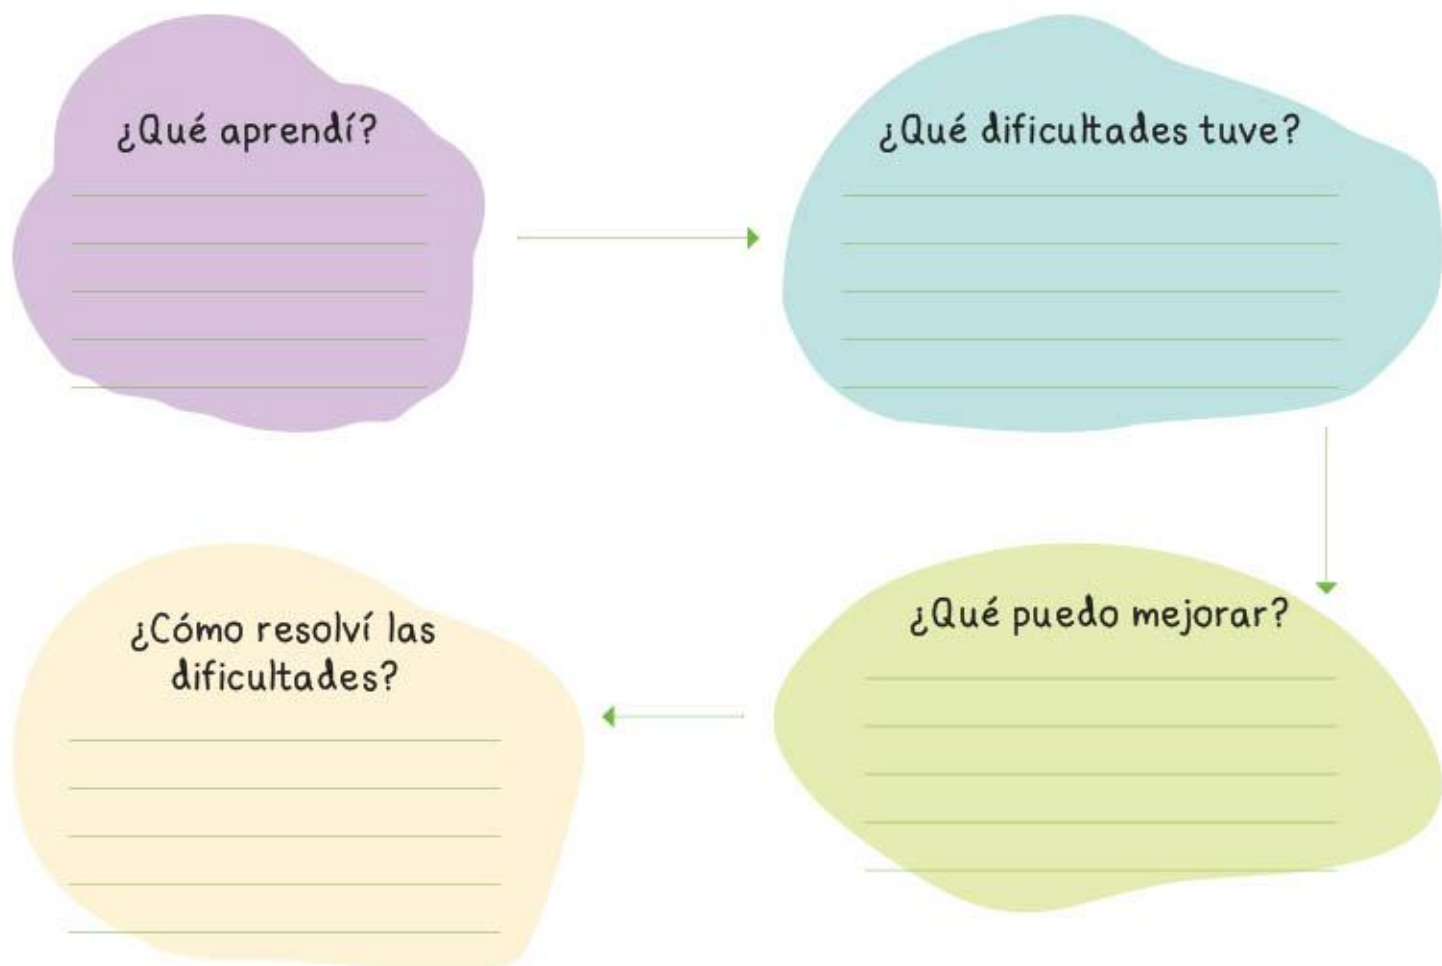 ¿Qué aprendí?
¿Qué dificultades tuve?
¿Qué puedo mejorar?
¿Cómo resolví las
dificultades?